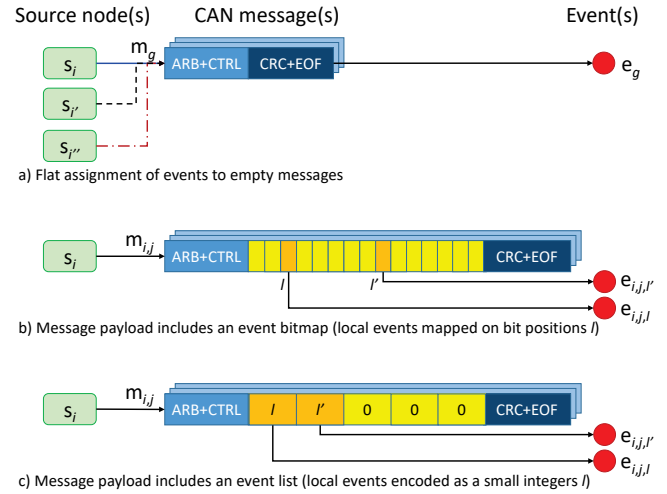 Source node(s) CAN message(s) Event(s)
s_i m_g ARB+CTRL CRC+EOF e_g
s_i'
s_i''
a) Flat assignment of events to empty messages
s_i m_i,j ARB+CTRL CRC+EOF
l l' e_i,j,l'
e_i,j,l
b) Message payload includes an event bitmap (local events mapped on bit positions l)
s_i m_i,j ARB+CTRL l l' 0 0 0 CRC+EOF
e_i,j,l'
e_i,j,l
c) Message payload includes an event list (local events encoded as a small integers l)